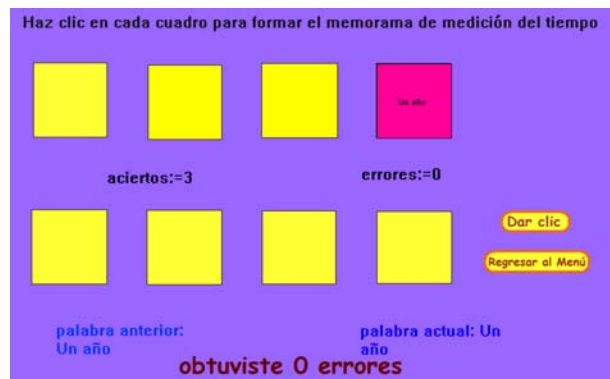 Haz clic en cada cuadro para formar el memorama de medición del tiempo
Un año
aciertos:=3
errores:=0
Dar clic
Regresar al Menú
palabra anterior:
Un año
palabra actual: Un
año
obtuviste 0 errores